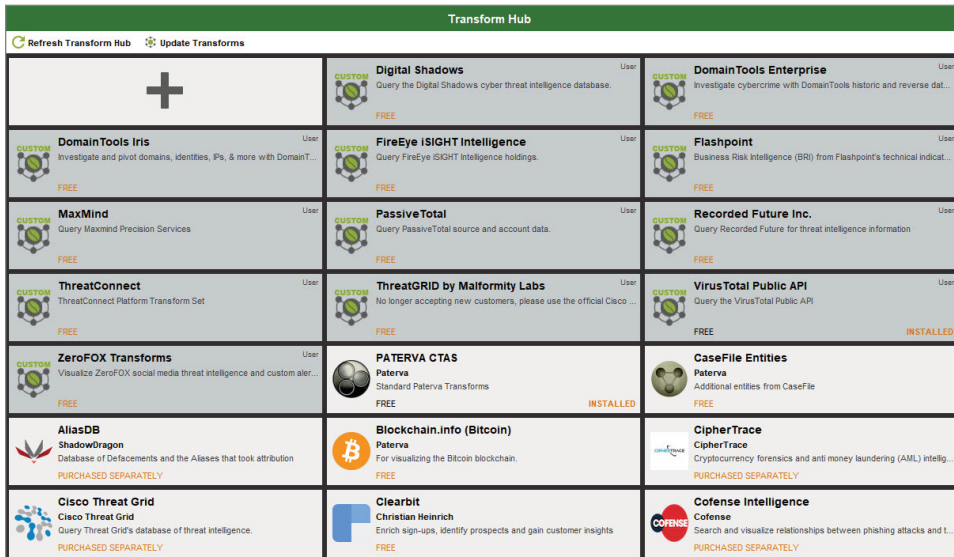 Transform Hub
Refresh Transform Hub Update Transforms
CUSTOM
Digital Shadows
User
Query the Digital Shadows cyber threat intelligence database.
FREE
CUSTOM
DomainTools Enterprise
User
Investigate cybercrime with DomainTools historic and reverse dat...
FREE
CUSTOM
DomainTools Iris
User
Investigate and pivot domains, identities, IPs, & more with DomainT...
FREE
CUSTOM
FireEye iSIGHT Intelligence
User
Query FireEye iSIGHT Intelligence holdings.
FREE
CUSTOM
Flashpoint
User
Business Risk Intelligence (BRI) from Flashpoint's technical indicat...
FREE
CUSTOM
MaxMind
User
Query Maxmind Precision Services
FREE
CUSTOM
PassiveTotal
User
Query PassiveTotal source and account data.
FREE
CUSTOM
Recorded Future Inc.
User
Query Recorded Future for threat intelligence information
FREE
CUSTOM
ThreatConnect
User
ThreatConnect Platform Transform Set
FREE
CUSTOM
ThreatGRID by Malformity Labs
User
No longer accepting new customers, please use the official Cisco ...
FREE
CUSTOM
VirusTotal Public API
User
Query the VirusTotal Public API
FREE INSTALLED
CUSTOM
ZeroFOX Transforms
User
Visualize ZeroFOX social media threat intelligence and custom aler...
FREE
PATERVA CTAS
Paterva
Standard Paterva Transforms
FREE INSTALLED
CaseFile Entities
Paterva
Additional entities from CaseFile
FREE
AliasDB
ShadowDragon
Database of Defacements and the Aliases that took attribution
PURCHASED SEPARATELY
Blockchain.info (Bitcoin)
Paterva
For visualizing the Bitcoin blockchain.
FREE
CIPHERTRACE
CipherTrace
CipherTrace
Cryptocurrency forensics and anti money laundering (AML) intellig...
PURCHASED SEPARATELY
Cisco Threat Grid
Cisco Threat Grid
Query Threat Grid's database of threat intelligence.
PURCHASED SEPARATELY
Clearbit
Christian Heinrich
Enrich sign-ups, identify prospects and gain customer insights
FREE
COFENSE
Cofense Intelligence
Cofense
Search and visualize relationships between phishing attacks and t...
PURCHASED SEPARATELY